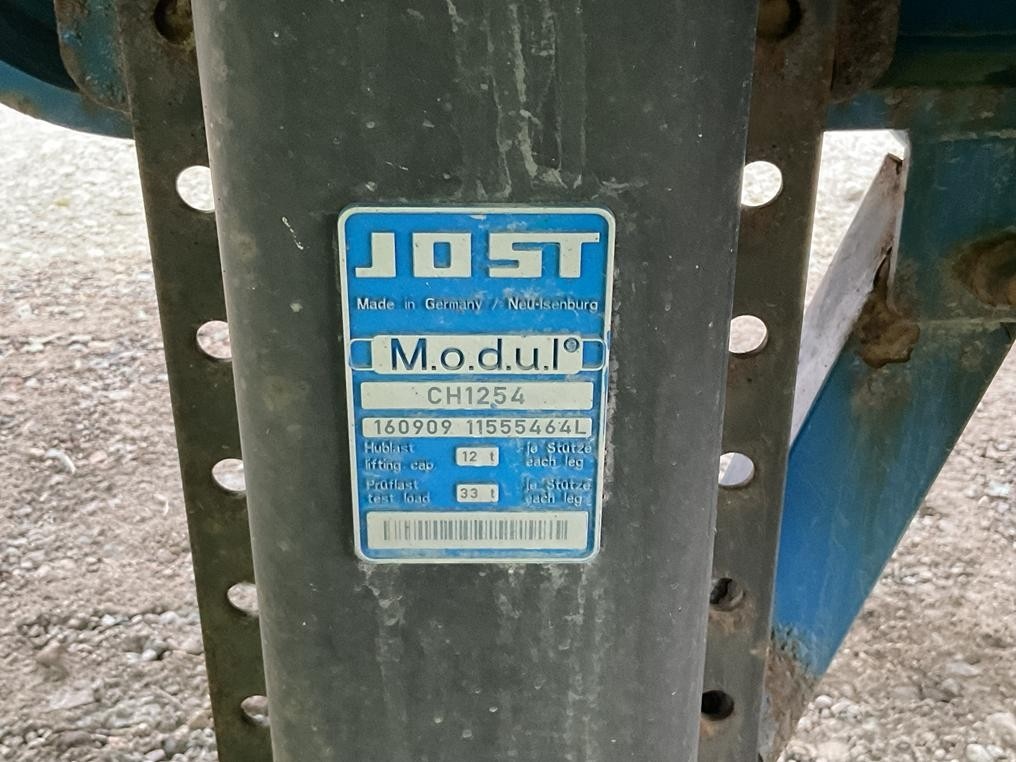 JOST
Made in Germany / Neu-Isenburg
M.o.d.u.l®
CH1254
160909 11555464L
Hublast 12 t je Stütze
lifting cap. each leg
Prüflast 33 t je Stütze
test load each leg